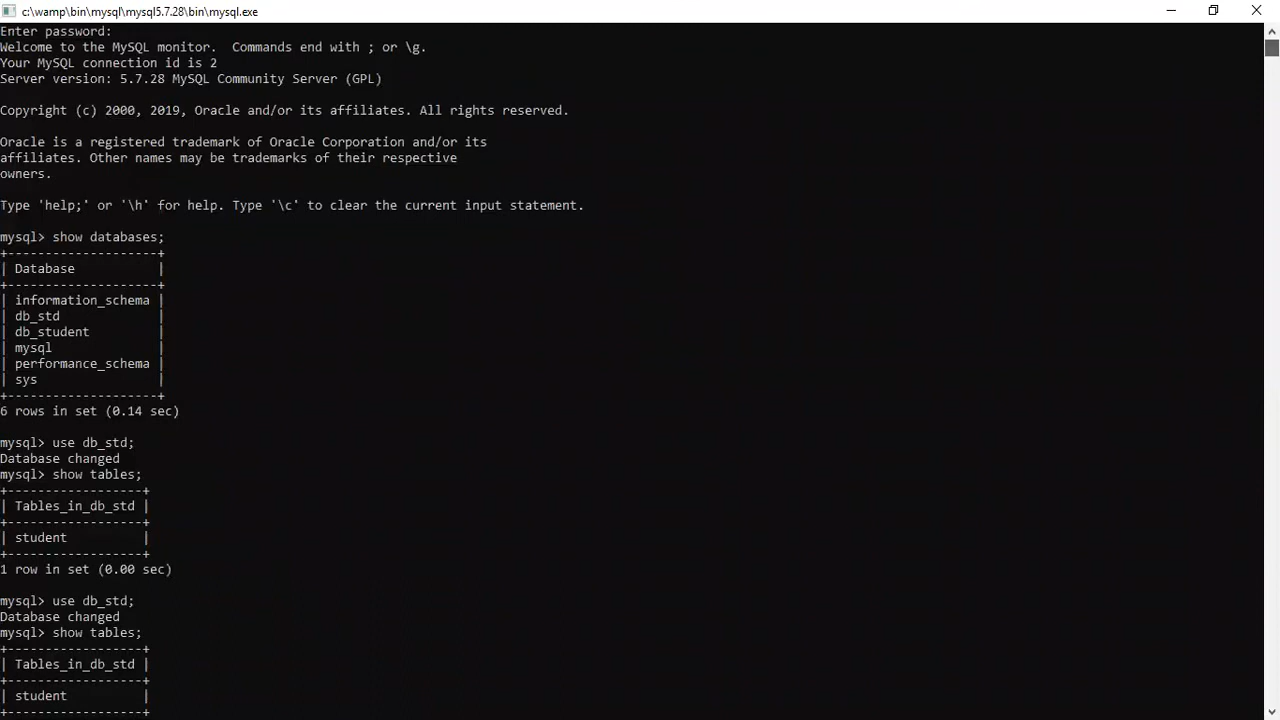 c:\wamp\bin\mysql\mysql5.7.28\bin\mysql.exe
Enter password:
Welcome to the MySQL monitor.  Commands end with ; or \g.
Your MySQL connection id is 2
Server version: 5.7.28 MySQL Community Server (GPL)

Copyright (c) 2000, 2019, Oracle and/or its affiliates. All rights reserved.

Oracle is a registered trademark of Oracle Corporation and/or its
affiliates. Other names may be trademarks of their respective
owners.

Type 'help;' or '\h' for help. Type '\c' to clear the current input statement.

mysql> show databases;
+--------------------+
| Database           |
+--------------------+
| information_schema |
| db_std             |
| db_student         |
| mysql              |
| performance_schema |
| sys                |
+--------------------+
6 rows in set (0.14 sec)

mysql> use db_std;
Database changed
mysql> show tables;
+------------------+
| Tables_in_db_std |
+------------------+
| student          |
+------------------+
1 row in set (0.00 sec)

mysql> use db_std;
Database changed
mysql> show tables;
+------------------+
| Tables_in_db_std |
+------------------+
| student          |
+------------------+